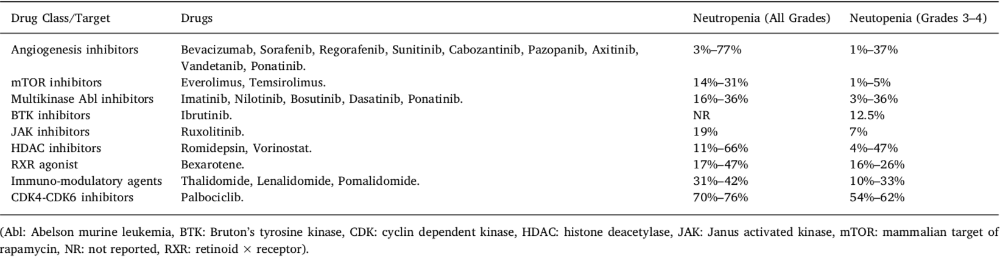 Drug Class/Target Drugs Neutropenia (All Grades) Neutopenia (Grades 3–4)
Angiogenesis inhibitors Bevacizumab, Sorafenib, Regorafenib, Sunitinib, Cabozantinib, Pazopanib, Axitinib, 3%–77% 1%–37%
Vandetanib, Ponatinib.
mTOR inhibitors Everolimus, Temsirolimus. 14%–31% 1%–5%
Multikinase Abl inhibitors Imatinib, Nilotinib, Bosutinib, Dasatinib, Ponatinib. 16%–36% 3%–36%
BTK inhibitors Ibrutinib. NR 12.5%
JAK inhibitors Ruxolitinib. 19% 7%
HDAC inhibitors Romidepsin, Vorinostat. 11%–66% 4%–47%
RXR agonist Bexarotene. 17%–47% 16%–26%
Immuno-modulatory agents Thalidomide, Lenalidomide, Pomalidomide. 31%–42% 10%–33%
CDK4-CDK6 inhibitors Palbociclib. 70%–76% 54%–62%
(Abl: Abelson murine leukemia, BTK: Bruton’s tyrosine kinase, CDK: cyclin dependent kinase, HDAC: histone deacetylase, JAK: Janus activated kinase, mTOR: mammalian target of
rapamycin, NR: not reported, RXR: retinoid × receptor).